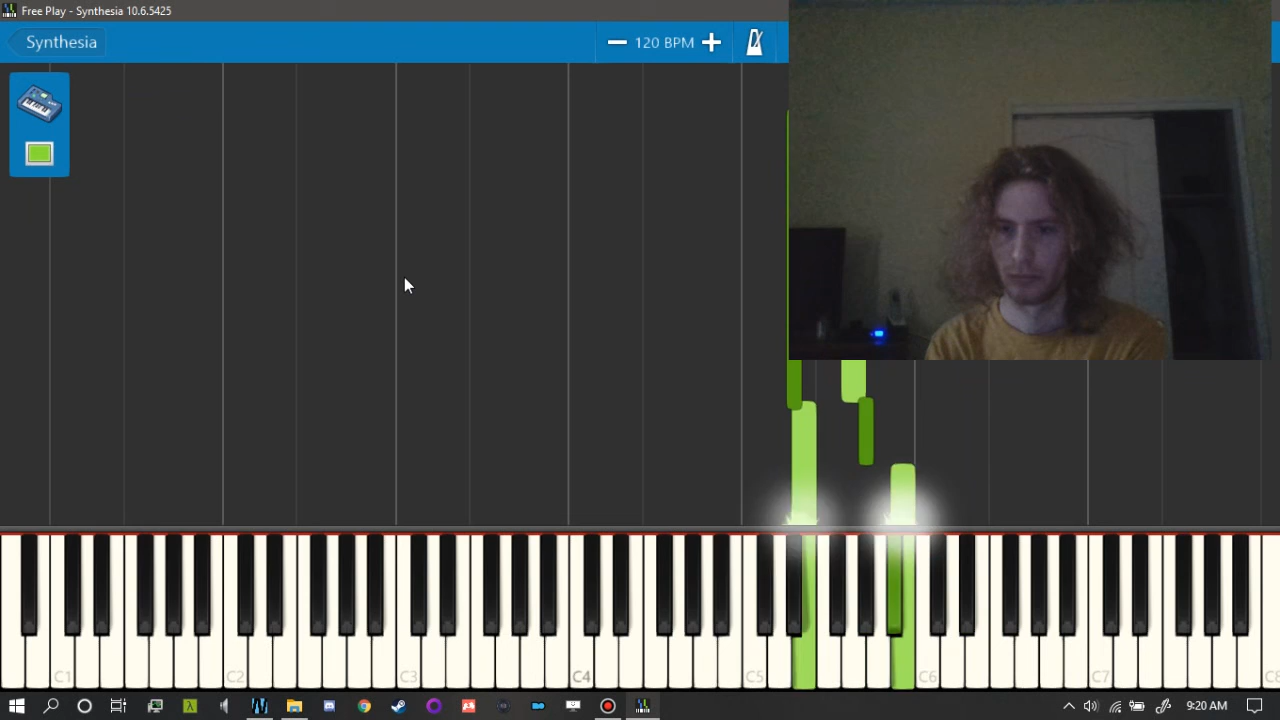 Free Play - Synthesia 10.6.5425
Synthesia
120 BPM
C1 C2 C3 C4 C5 C6 C7 C8
9:20 AM